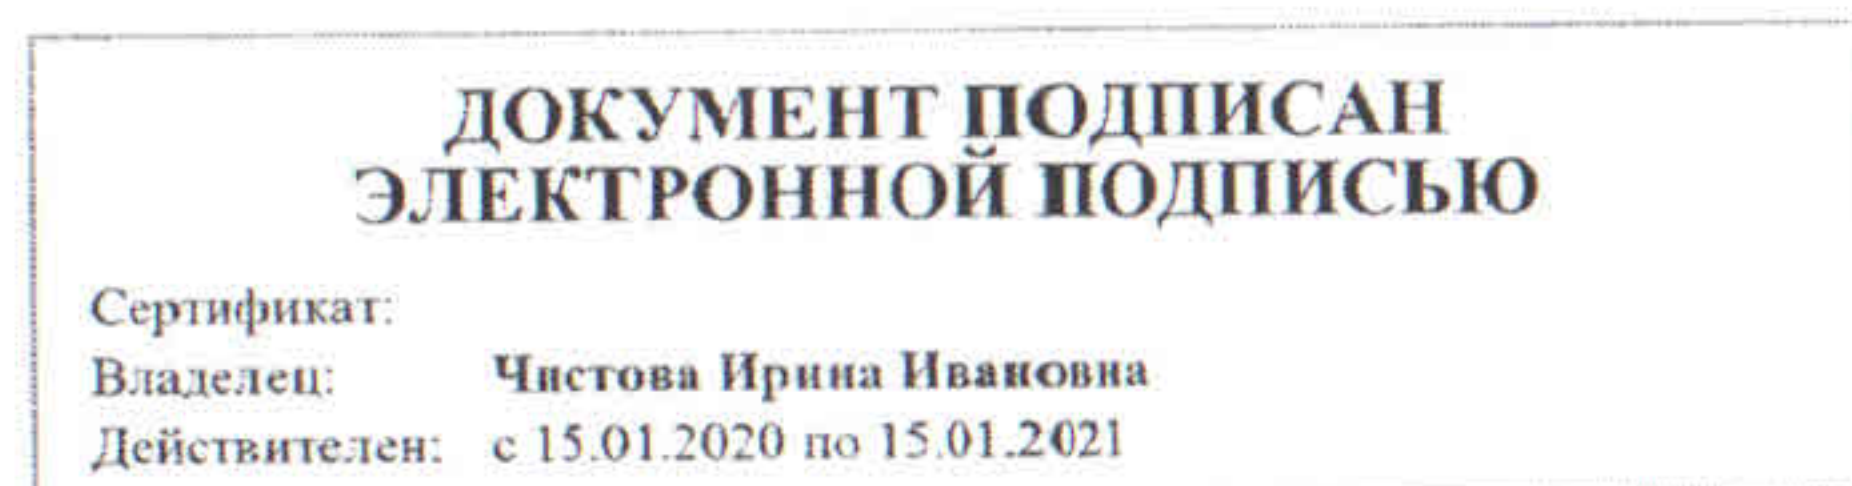 ДОКУМЕНТ ПОДПИСАН
ЭЛЕКТРОННОЙ ПОДПИСЬЮ
Сертификат:
Владелец: Чистова Ирина Ивановна
Действителен: с 15.01.2020 по 15.01.2021